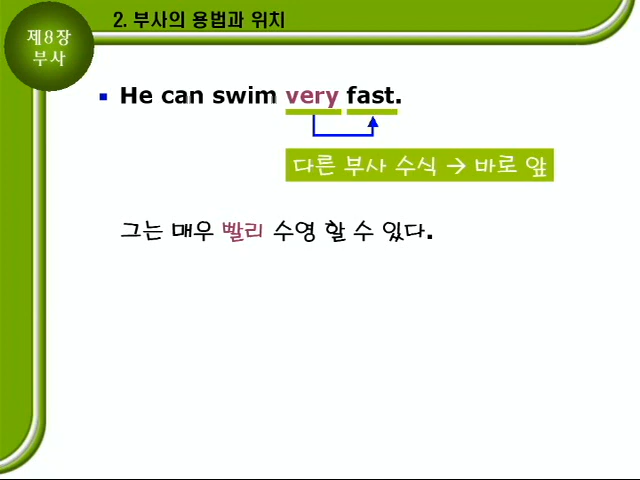 제8장
부사
2. 부사의 용법과 위치
He can swim very fast.
다른 부사 수식 → 바로 앞
그는 매우 빨리 수영 할 수 있다.